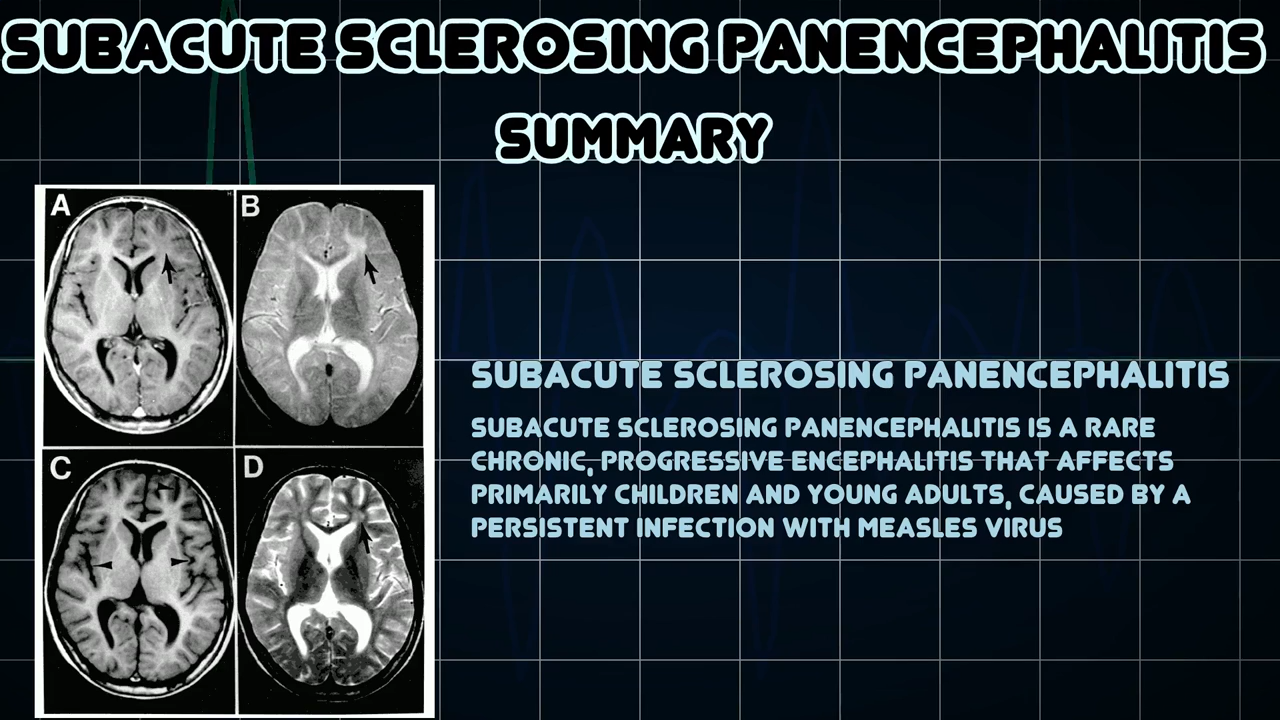 SUBACUTE SCLEROSING PANENCEPHALITIS
SUMMARY
A
B
C
D
SUBACUTE SCLEROSING PANENCEPHALITIS
SUBACUTE SCLEROSING PANENCEPHALITIS IS A RARE
CHRONIC, PROGRESSIVE ENCEPHALITIS THAT AFFECTS
PRIMARILY CHILDREN AND YOUNG ADULTS, CAUSED BY A
PERSISTENT INFECTION WITH MEASLES VIRUS